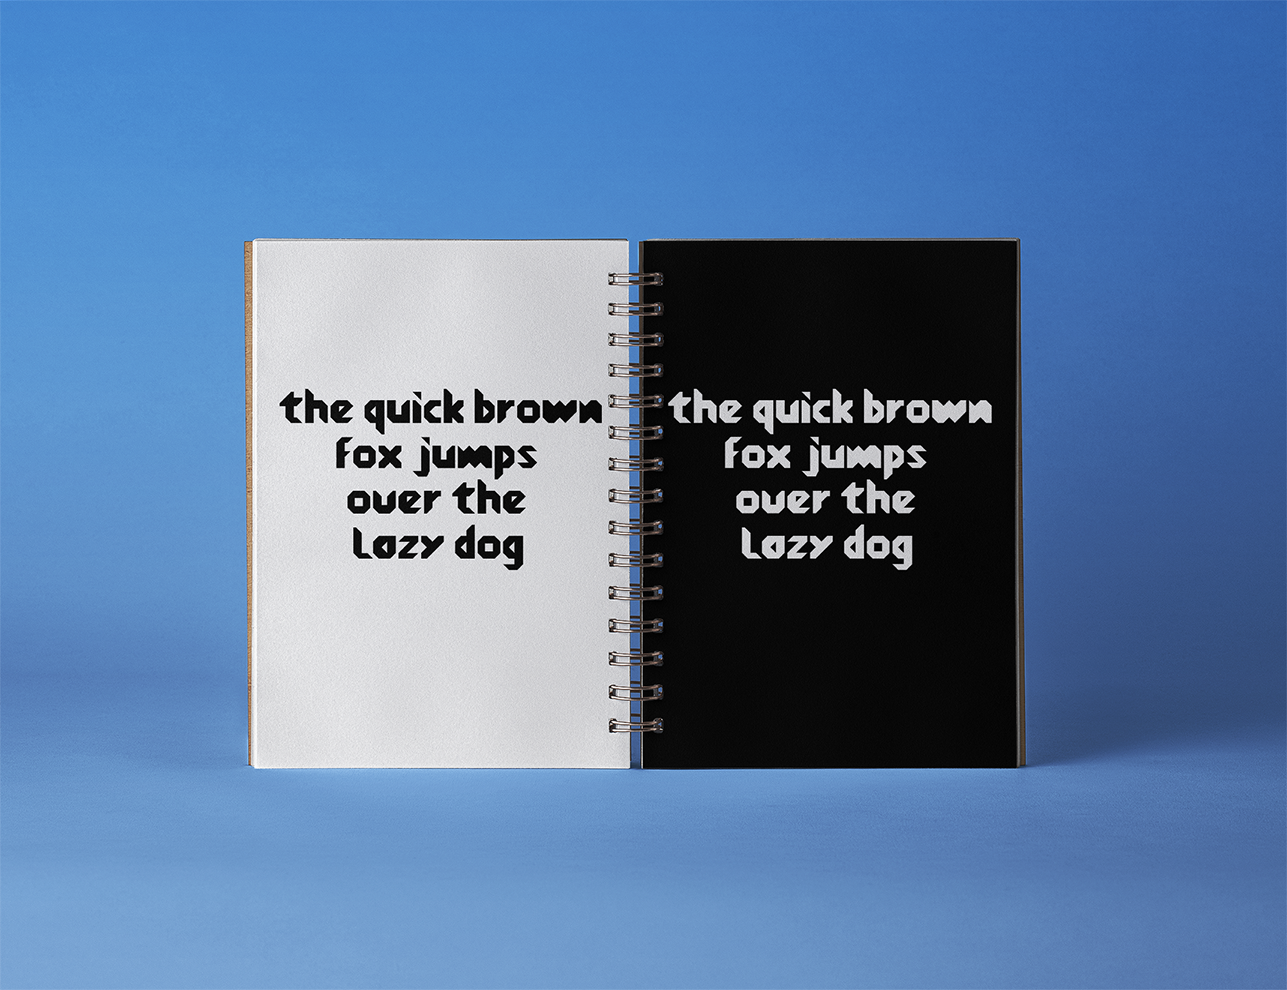 the quick brown
fox jumps
over the
lazy dog
the quick brown
fox jumps
over the
lazy dog